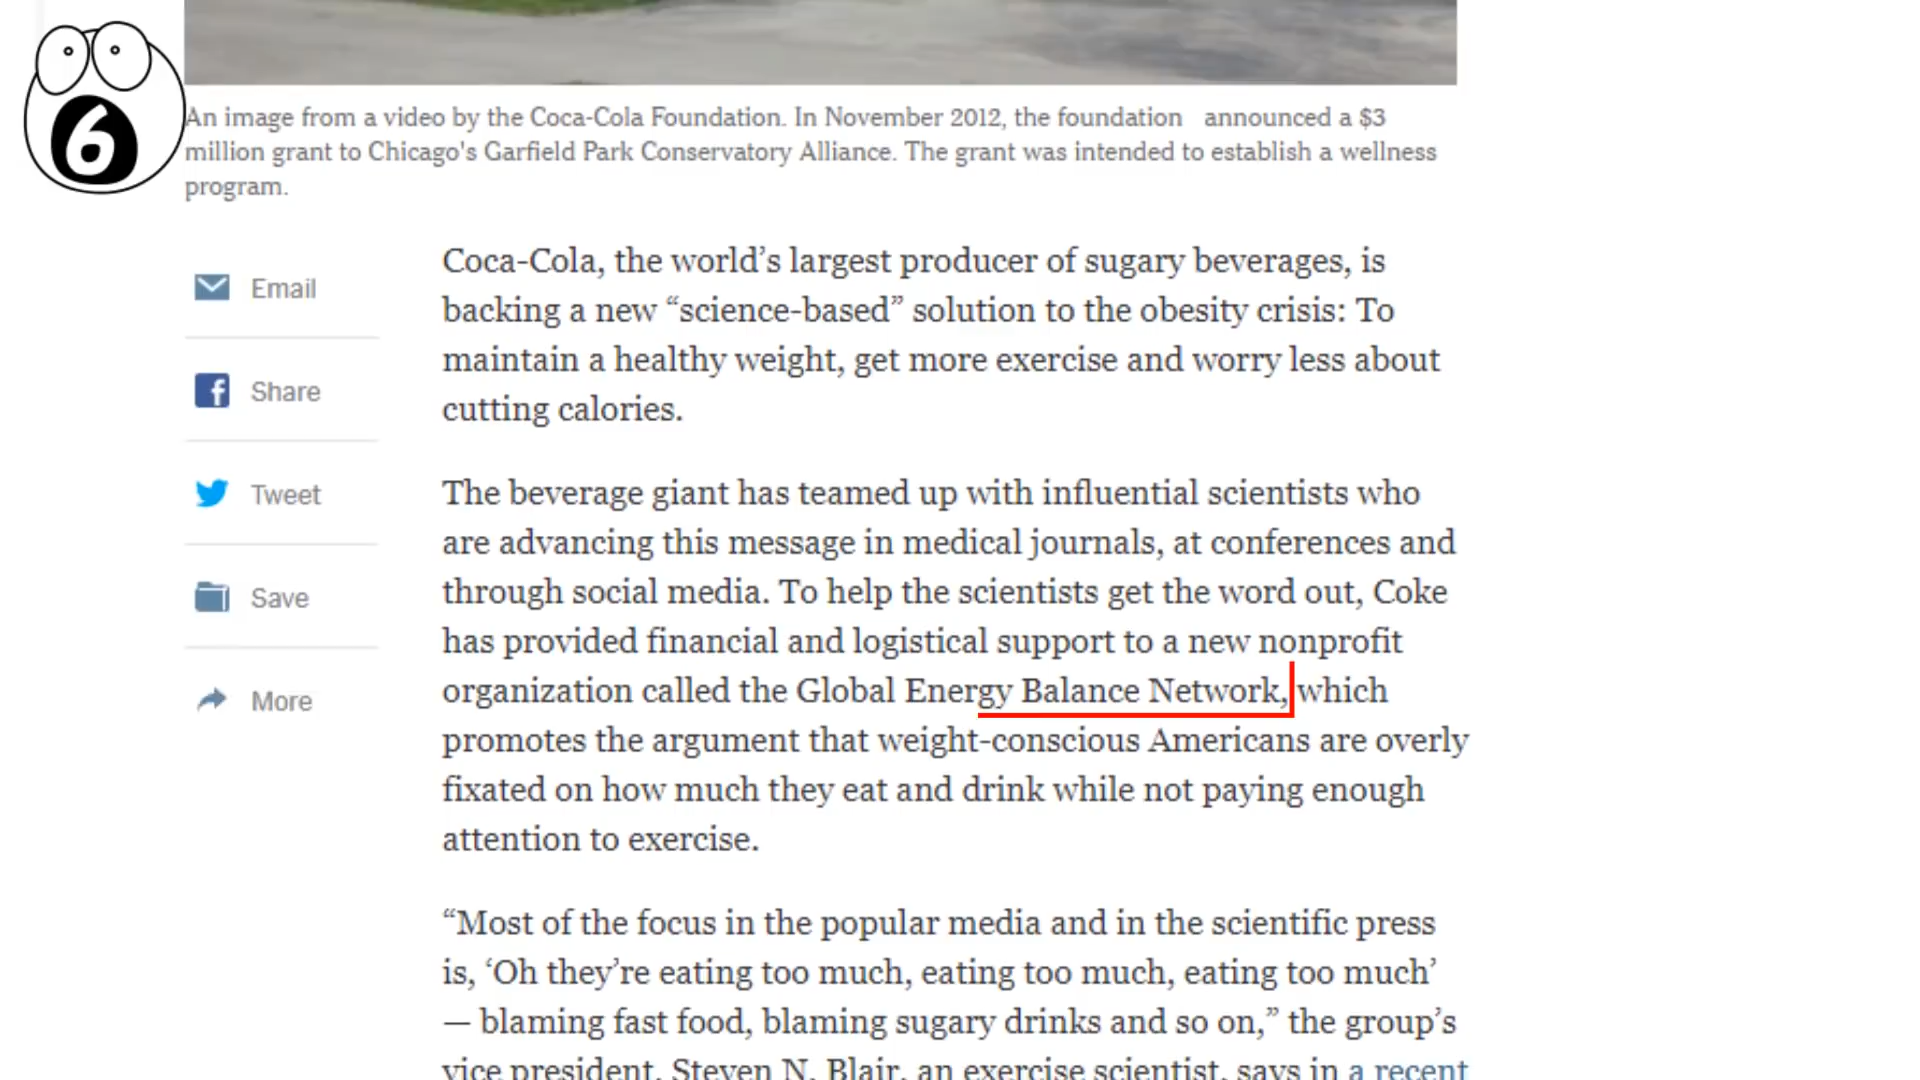 6
An image from a video by the Coca-Cola Foundation. In November 2012, the foundation announced a $3
million grant to Chicago's Garfield Park Conservatory Alliance. The grant was intended to establish a wellness
program.
Email
Share
Tweet
Save
More
Coca-Cola, the world’s largest producer of sugary beverages, is
backing a new “science-based” solution to the obesity crisis: To
maintain a healthy weight, get more exercise and worry less about
cutting calories.
The beverage giant has teamed up with influential scientists who
are advancing this message in medical journals, at conferences and
through social media. To help the scientists get the word out, Coke
has provided financial and logistical support to a new nonprofit
organization called the Global Energy Balance Network, which
promotes the argument that weight-conscious Americans are overly
fixated on how much they eat and drink while not paying enough
attention to exercise.
“Most of the focus in the popular media and in the scientific press
is, ‘Oh they’re eating too much, eating too much, eating too much’
— blaming fast food, blaming sugary drinks and so on,” the group’s
vice president, Steven N. Blair, an exercise scientist, says in a recent